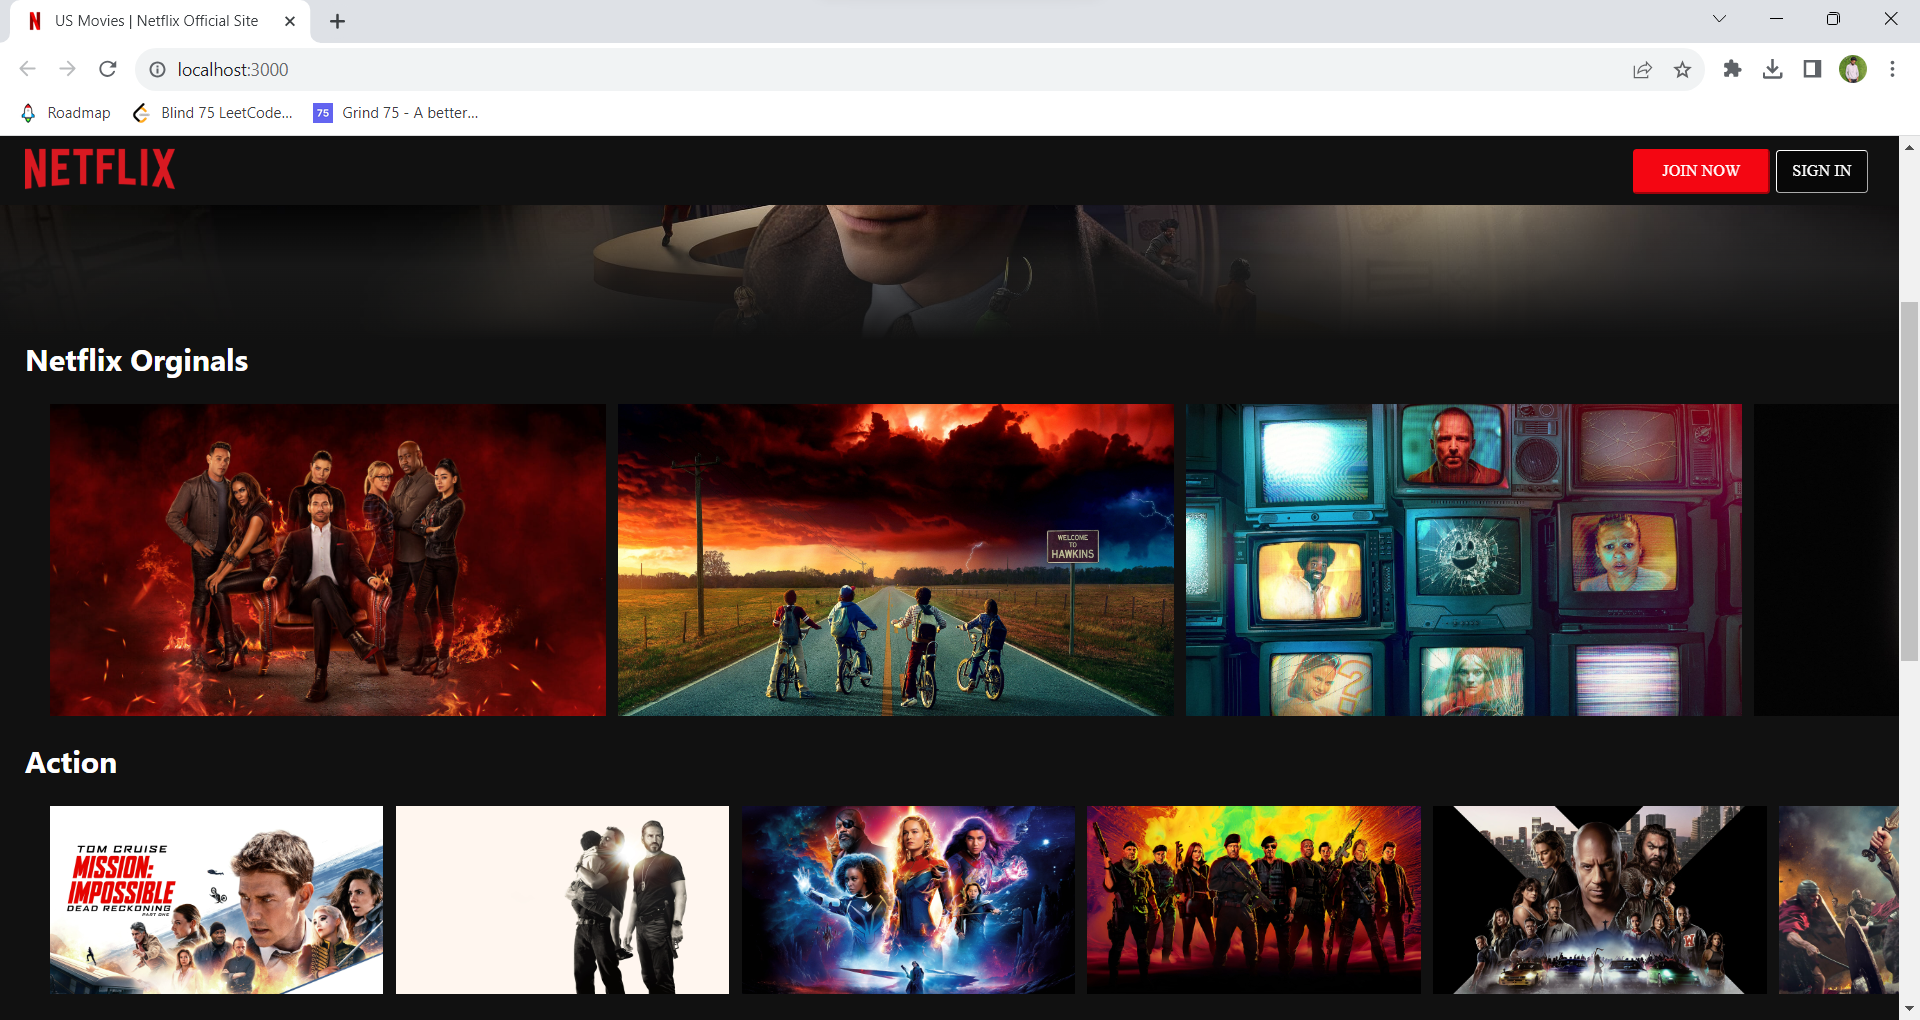 US Movies | Netflix Official Site
localhost:3000
Roadmap
Blind 75 LeetCode...
75
Grind 75 - A better...
NETFLIX
JOIN NOW
SIGN IN
Netflix Orginals
WELCOME
TO
HAWKINS
?
Action
TOM CRUISE
MISSION:
IMPOSSIBLE
DEAD RECKONING
PART ONE